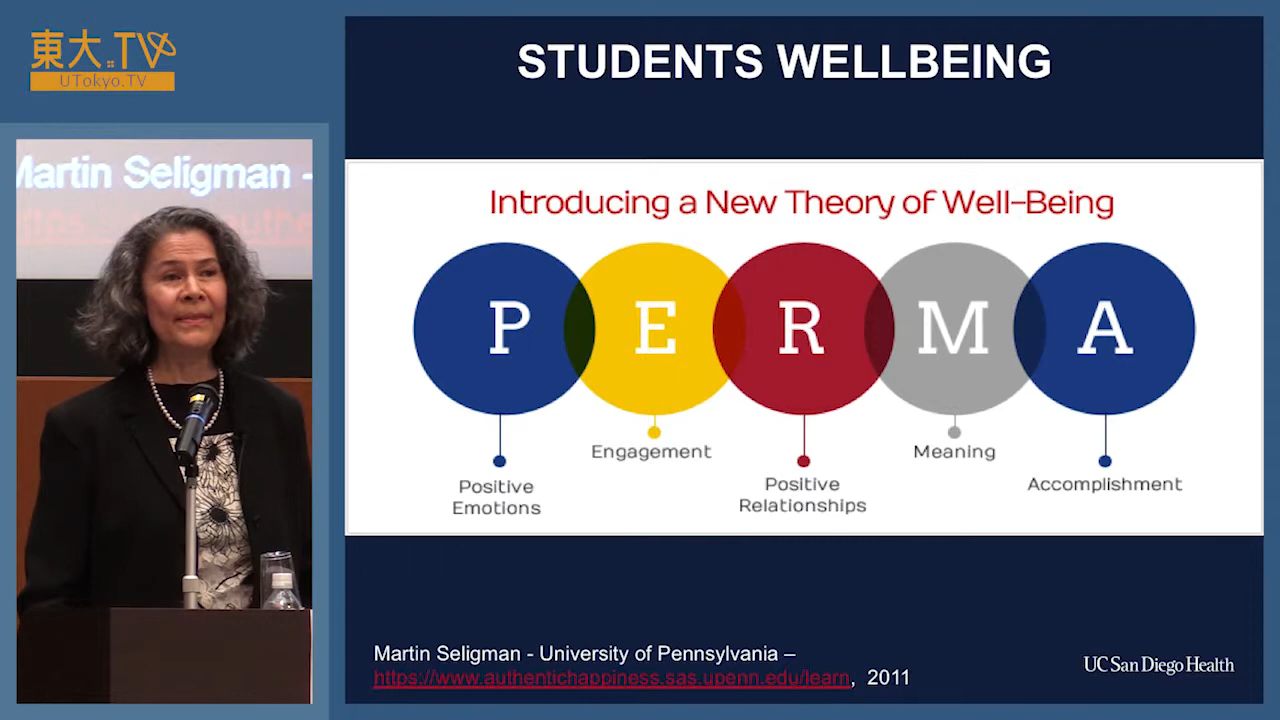 東大.TV
UTokyo.TV
STUDENTS WELLBEING
Martin Seligman -
Introducing a New Theory of Well-Being
P E R M A
Engagement
Meaning
Positive
Emotions
Positive
Relationships
Accomplishment
Martin Seligman - University of Pennsylvania –
https://www.authentichappiness.sas.upenn.edu/learn, 2011
UC San Diego Health